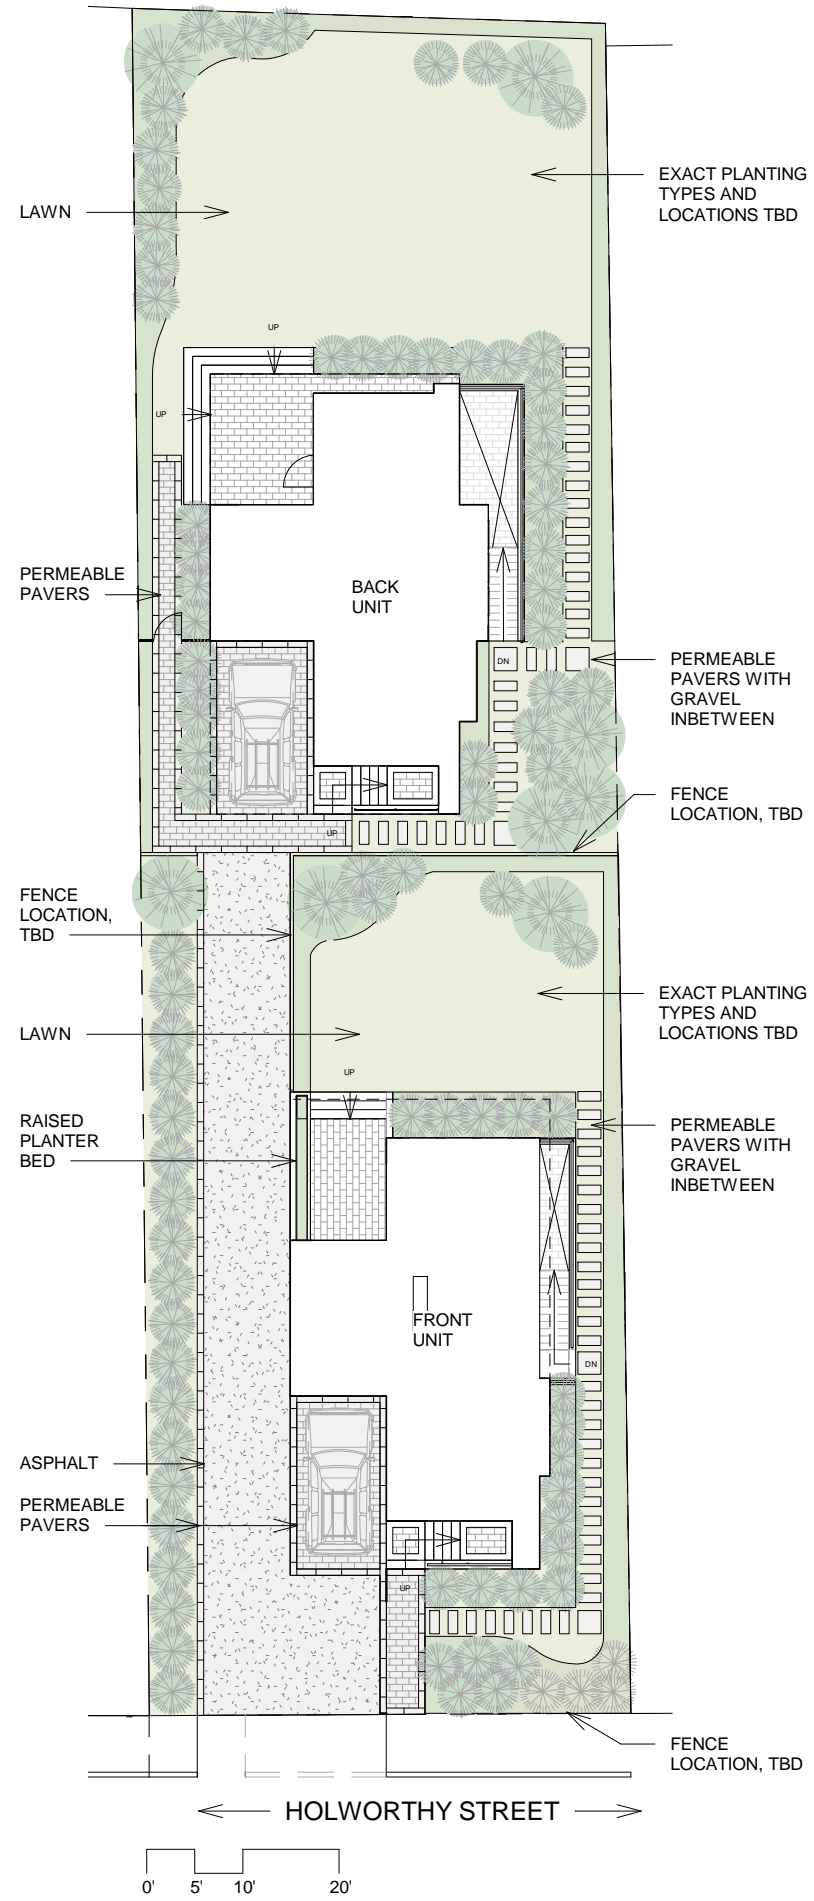 EXACT PLANTING
TYPES AND
LOCATIONS TBD
LAWN
UP
UP
PERMEABLE
PAVERS
BACK
UNIT
DN
PERMEABLE
PAVERS WITH
GRAVEL
INBETWEEN
FENCE
LOCATION, TBD
UP
FENCE
LOCATION,
TBD
EXACT PLANTING
TYPES AND
LOCATIONS TBD
LAWN
UP
RAISED
PLANTER
BED
PERMEABLE
PAVERS WITH
GRAVEL
INBETWEEN
FRONT
UNIT
DN
ASPHALT
PERMEABLE
PAVERS
UP
FENCE
LOCATION, TBD
HOLWORTHY STREET
0' 5' 10' 20'